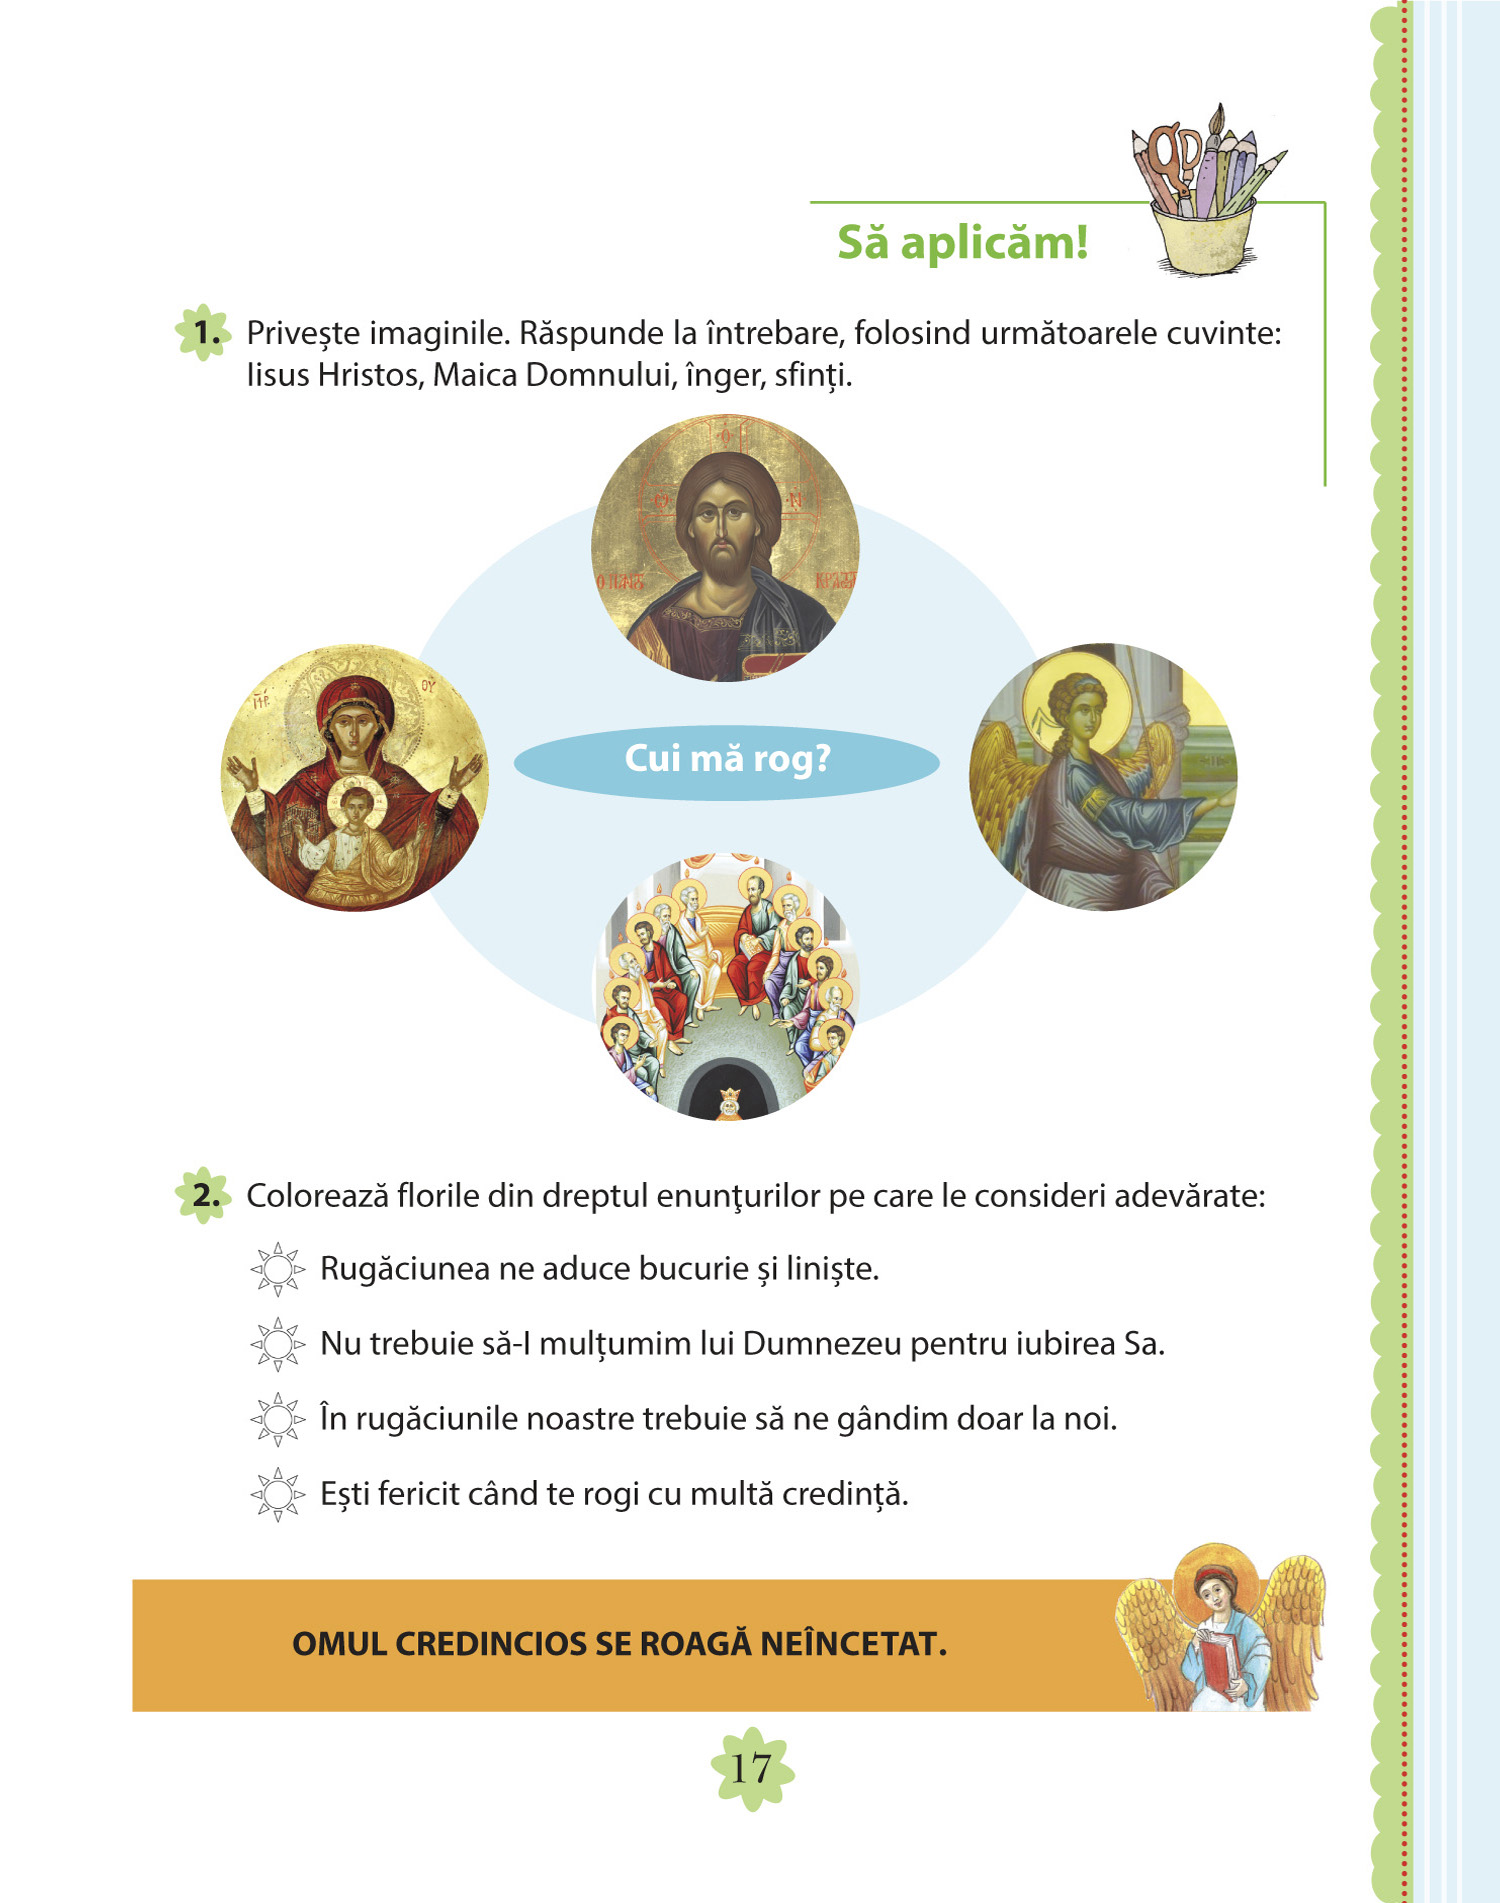 Să aplicăm!
1. Privește imaginile. Răspunde la întrebare, folosind următoarele cuvinte:
Iisus Hristos, Maica Domnului, înger, sfinți.
Cui mă rog?
2. Colorează florile din dreptul enunţurilor pe care le consideri adevărate:
Rugăciunea ne aduce bucurie și liniște.
Nu trebuie să-I mulțumim lui Dumnezeu pentru iubirea Sa.
În rugăciunile noastre trebuie să ne gândim doar la noi.
Ești fericit când te rogi cu multă credință.
OMUL CREDINCIOS SE ROAGĂ NEÎNCETAT.
17